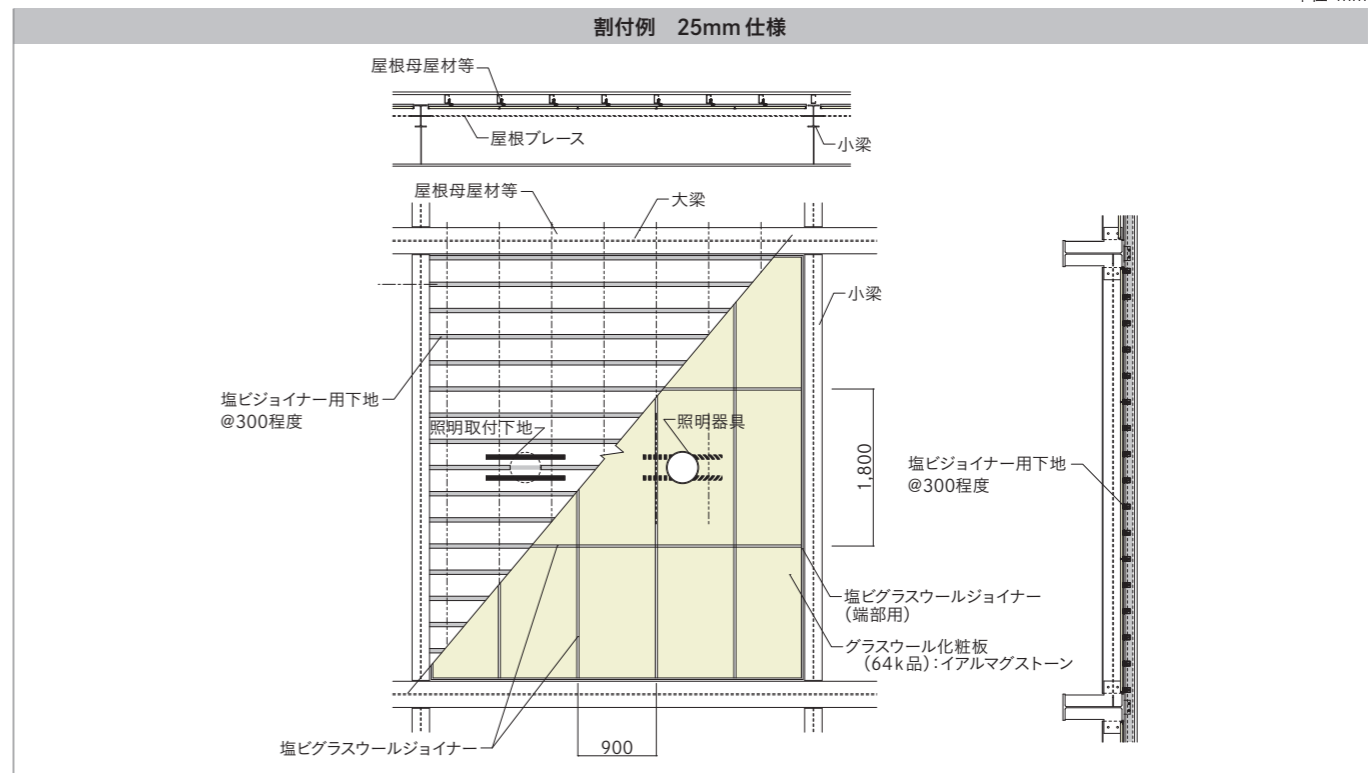 割付例　25mm 仕様
屋根母屋材等
屋根ブレース
小梁
屋根母屋材等
大梁
小梁
塩ビジョイナー用下地
@300程度
照明取付下地
照明器具
1,800
塩ビジョイナー用下地
@300程度
塩ビグラスウールジョイナー
(端部用)
グラスウール化粧板
(64k品):イアルマグストーン
塩ビグラスウールジョイナー
900